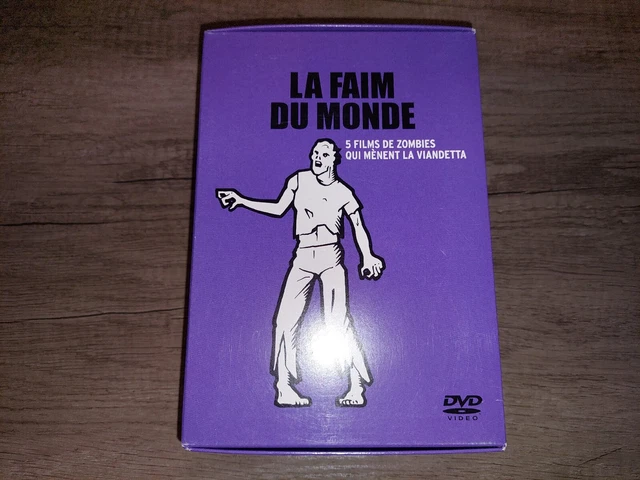 LA FAIM
DU MONDE
5 FILMS DE ZOMBIES
QUI MÈNENT LA VIANDETTA
DVD
VIDEO